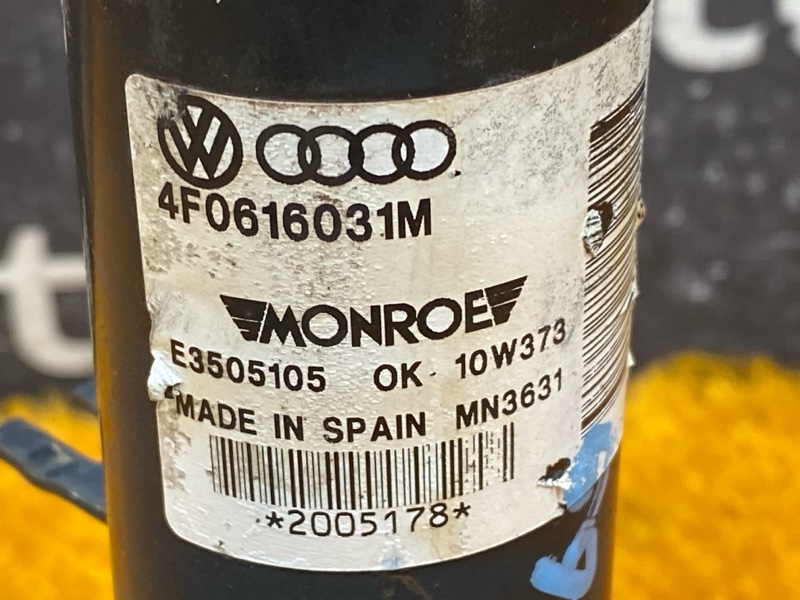 4F0616031M
MONROE
E3505105 OK 10W373
MADE IN SPAIN MN3631
*2005178*